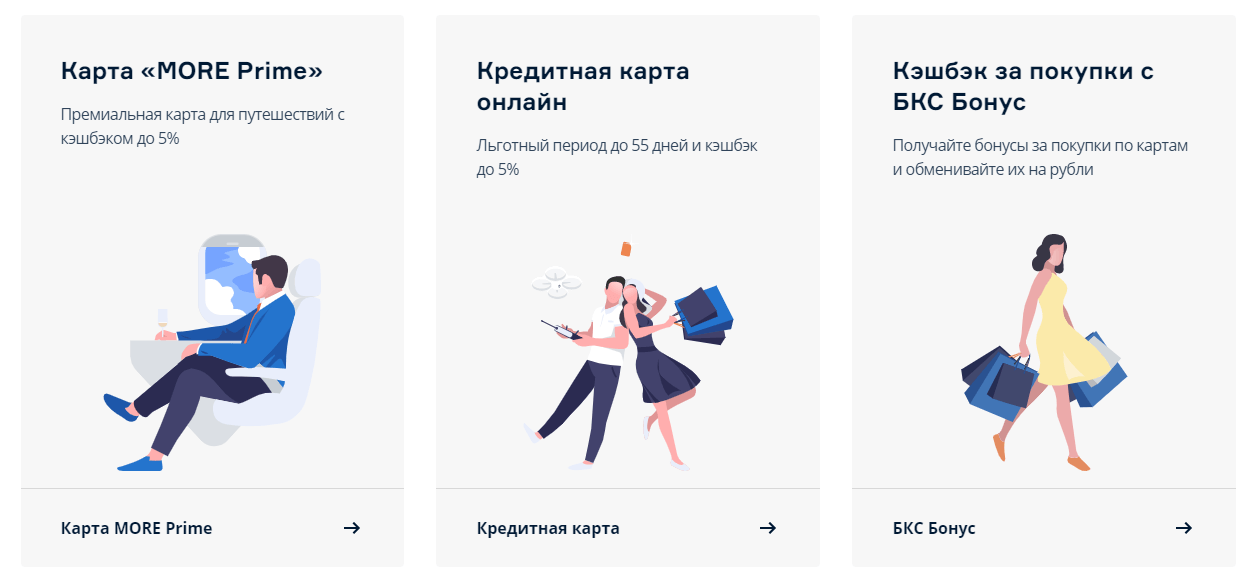 Карта «MORE Prime»
Премиальная карта для путешествий с
кэшбэком до 5%
Карта MORE Prime
Кредитная карта
онлайн
Льготный период до 55 дней и кэшбэк
до 5%
Кредитная карта
Кэшбэк за покупки с
БКС Бонус
Получайте бонусы за покупки по картам
и обменивайте их на рубли
БКС Бонус